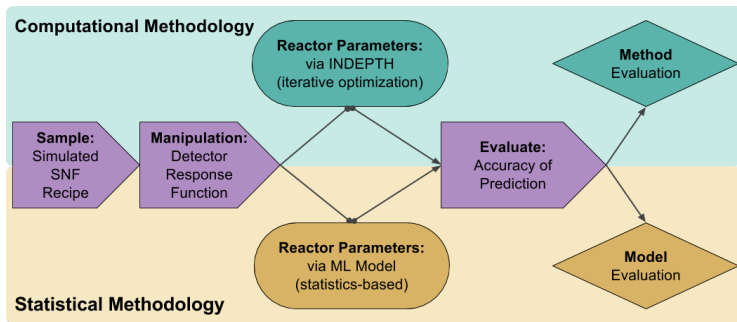 Computational Methodology
Reactor Parameters:
via INDEPTH
(iterative optimization)
Method
Evaluation
Sample:
Simulated
SNF
Recipe
Manipulation:
Detector
Response
Function
Evaluate:
Accuracy of
Prediction
Reactor Parameters:
via ML Model
(statistics-based)
Model
Evaluation
Statistical Methodology